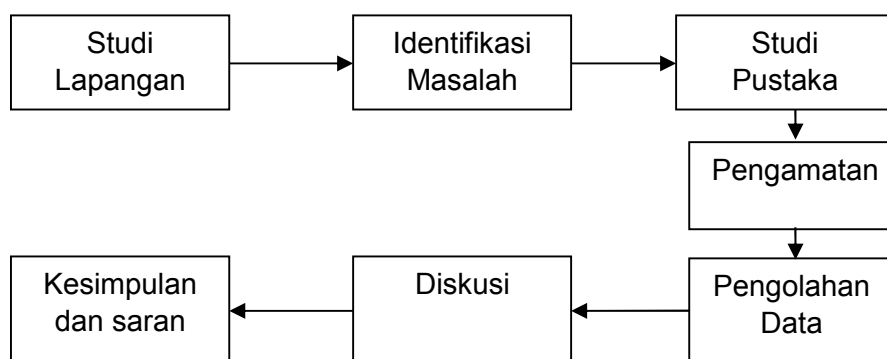 Studi
Lapangan
Identifikasi
Masalah
Studi
Pustaka
Pengamatan
Pengolahan
Data
Diskusi
Kesimpulan
dan saran